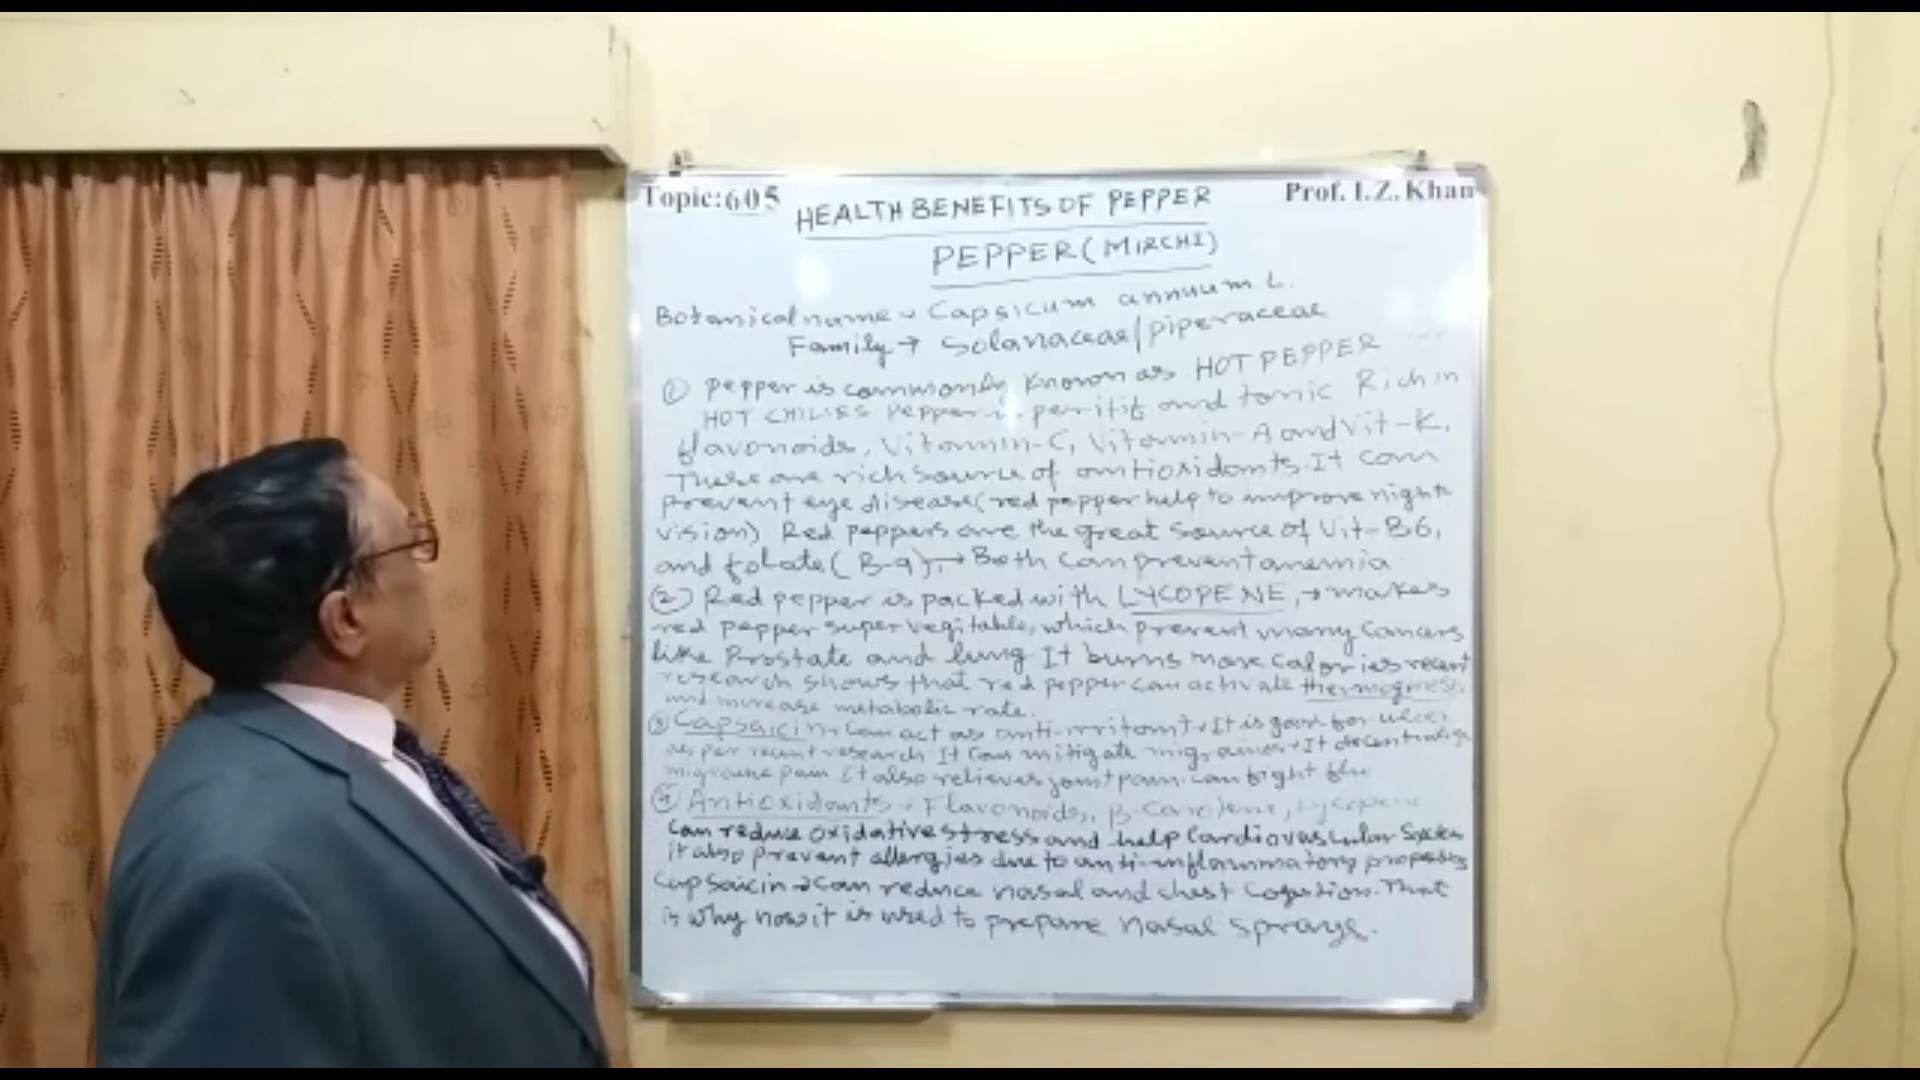 Topic:605
HEALTH BENEFITS OF PEPPER
Prof. I.Z.Khan
PEPPER (MIRCHI)
Botanical name → Capsicum annuum L.
Family → Solanaceae/piperaceae
① Pepper is commonly known as HOT PEPPER
HOT CHILIES Pepper is peritif and tonic Rich in
flavonoids, Vitamin-C, Vitamin-A and Vit-K.
These are rich source of antioxidants. It can
prevent eye disease (red pepper help to improve night
vision) Red peppers are the great source of Vit-B6,
and folate (B-9), → Both can prevent anemia
② Red pepper is packed with LYCOPENE, → makes
red pepper super vegitable, which prevent many cancers
like Prostate and lung It burns more calories recent
research shows that red pepper can activate thermogness
and increase metabolic rate.
③ Capsaicin → can act as anti-irritant. It is good for ulcer
as per recent research It can mitigate migraines. It
migraine pain It also relieves joint pain. can fight flu
④ Antioxidants → Flavonoids, β-Carotene, Lycopene
can reduce oxidative stress and help Cardiovascular System
it also prevent allergies due to anti-inflammatory properties
Capsaicin → can reduce nasal and chest Cogestion. That
is why now it is used to prepare nasal sprays.